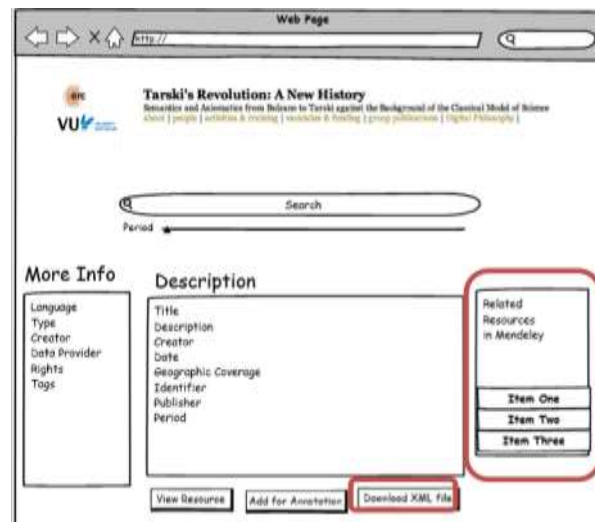 Web Page
http://
erc
VU
Tarski's Revolution: A New History
Semantics and Axiomatics from Bolzano to Tarski against the Background of the Classical Model of Science
about | people | activities & training | vacancies & funding | group publications | Digital Philosophy |
Search
Period
More Info
Language
Type
Creator
Data Provider
Rights
Tags
Description
Title
Description
Creator
Date
Geographic Coverage
Identifier
Publisher
Period
Related
Resources
in Mendeley
Item One
Item Two
Item Three
View Resource
Add for Annotation
Download XML file